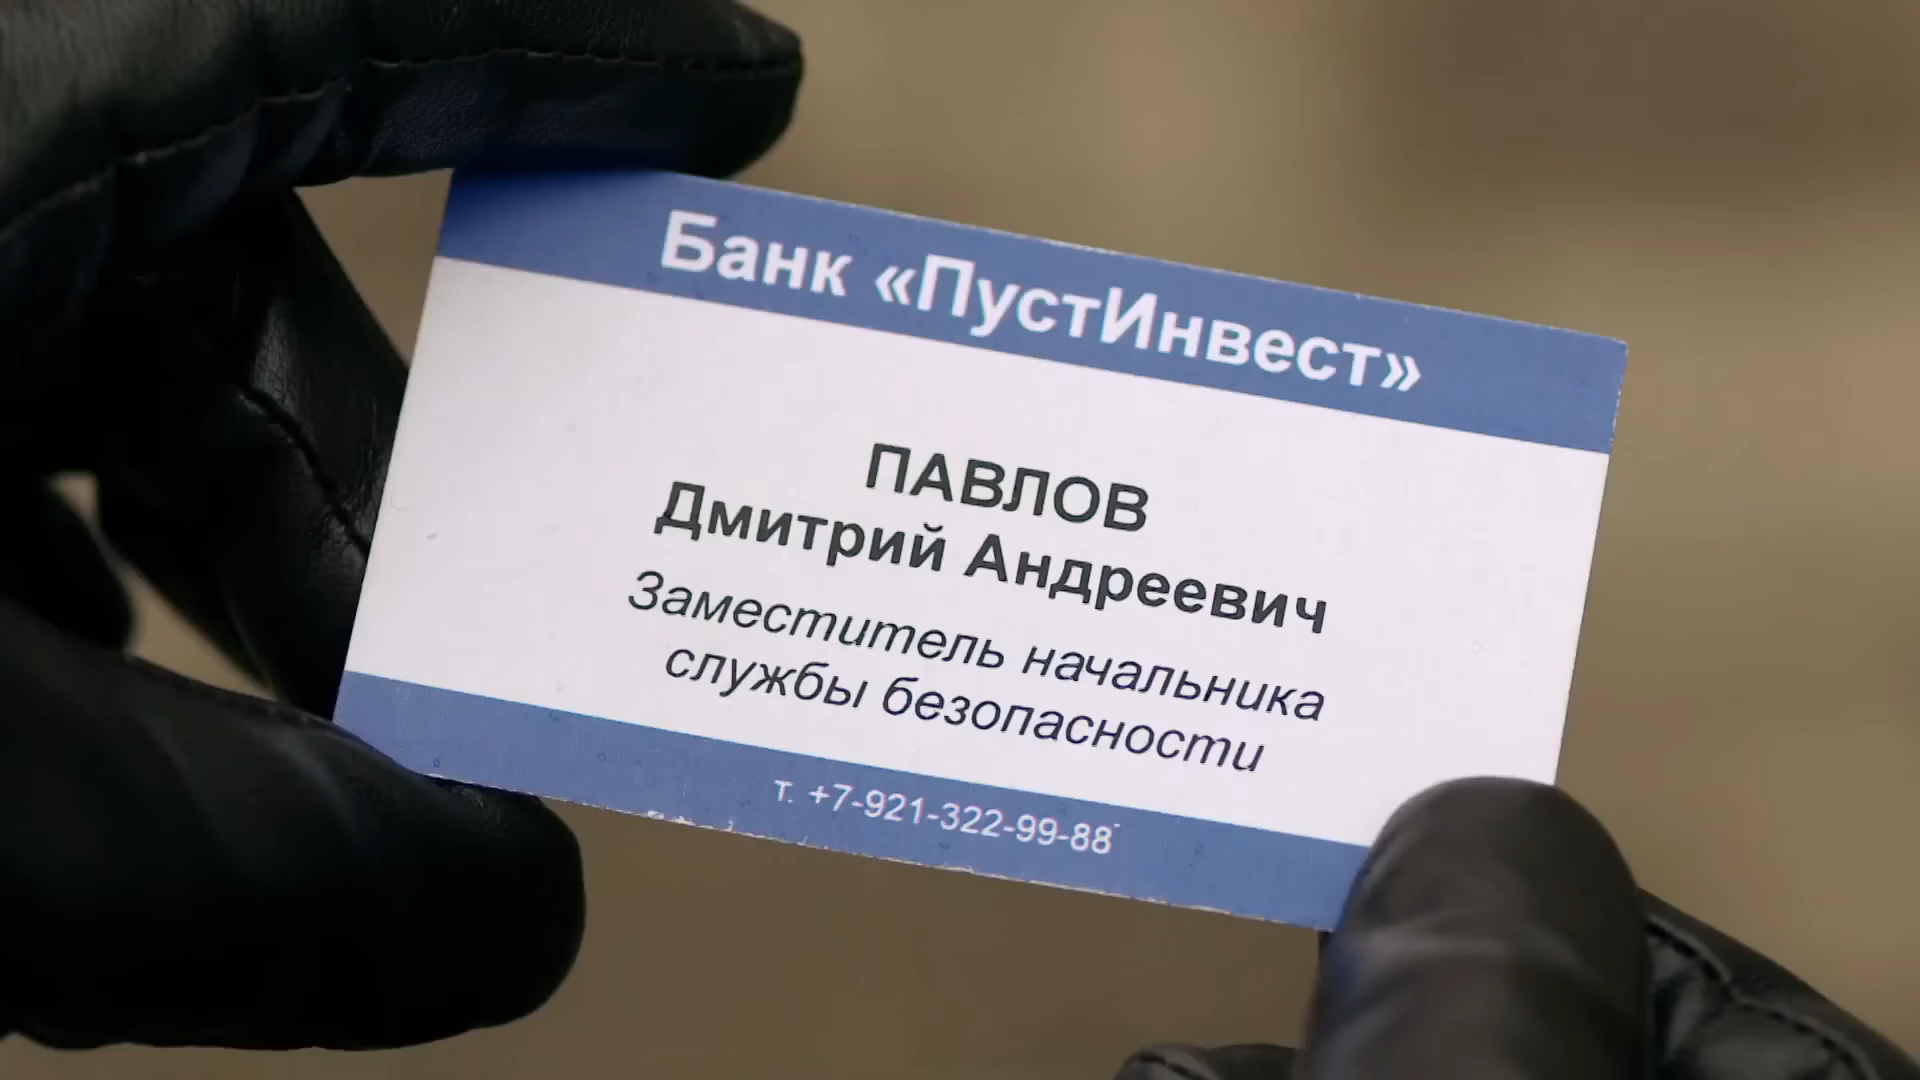 Банк «ПустИнвест»
ПАВЛОВ
Дмитрий Андреевич
Заместитель начальника
службы безопасности
т. +7-921-322-99-88